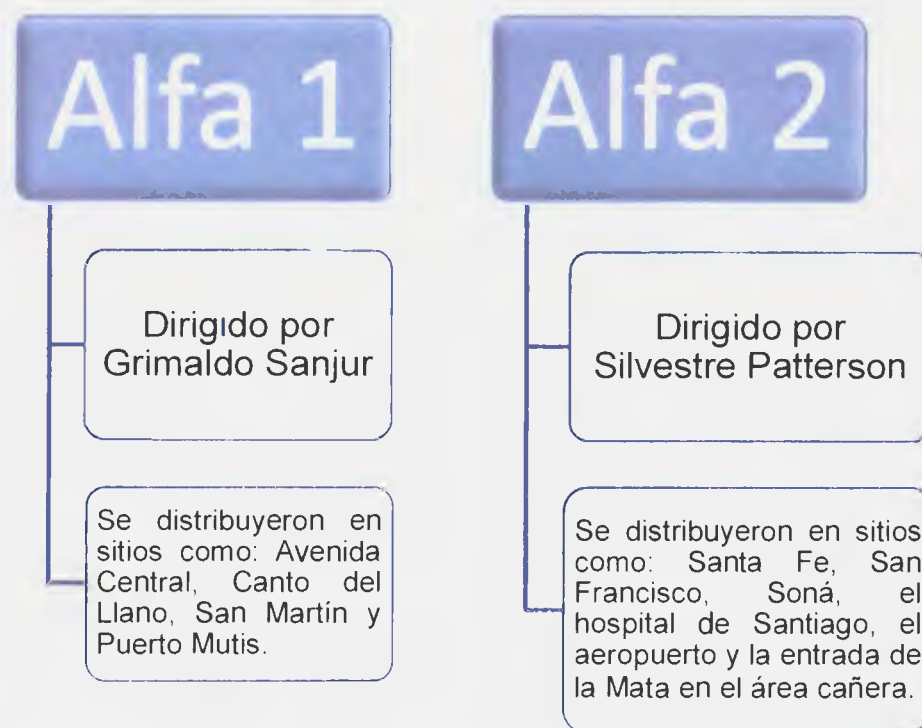 Alfa 1
Dirigido por
Grimaldo Sanjur
Se distribuyeron en
sitios como: Avenida
Central, Canto del
Llano, San Martín y
Puerto Mutis.
Alfa 2
Dirigido por
Silvestre Patterson
Se distribuyeron en sitios
como: Santa Fe, San
Francisco, Soná, el
hospital de Santiago, el
aeropuerto y la entrada de
la Mata en el área cañera.